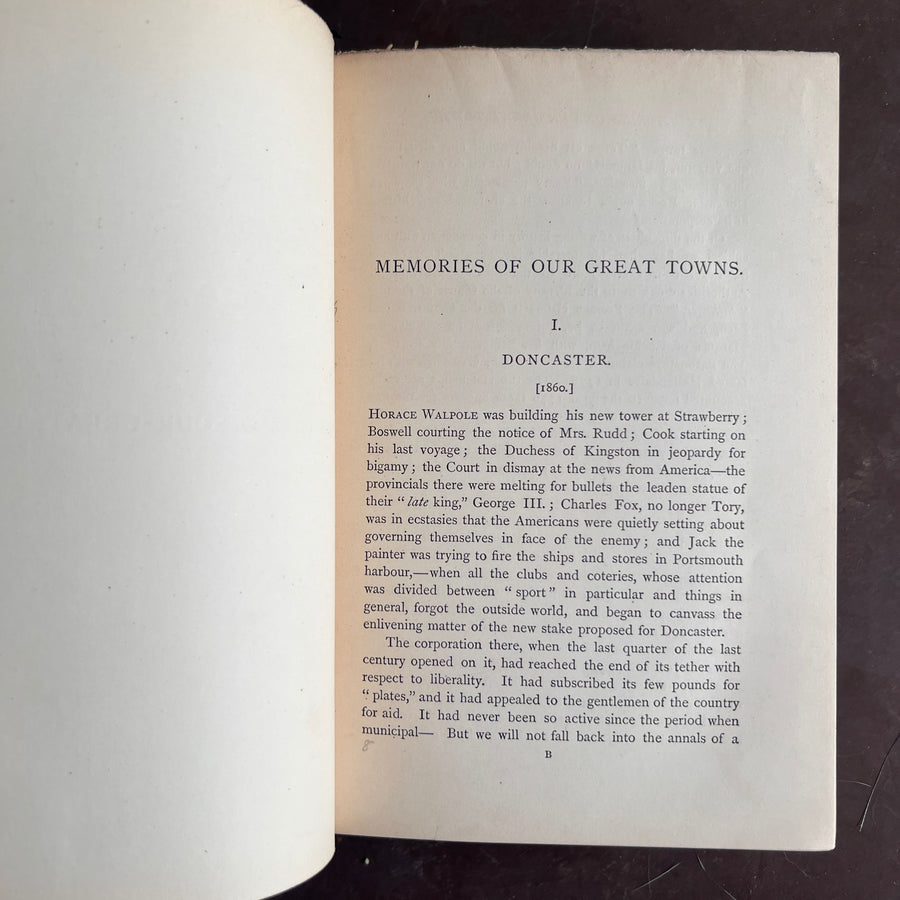 MEMORIES OF OUR GREAT TOWNS.
I.
DONCASTER.
[1860.]
HORACE WALPOLE was building his new tower at Strawberry ;
Boswell courting the notice of Mrs. Rudd ; Cook starting on
his last voyage ; the Duchess of Kingston in jeopardy for
bigamy ; the Court in dismay at the news from America—the
provincials there were melting for bullets the leaden statue of
their “ late king,” George III. ; Charles Fox, no longer Tory,
was in ecstasies that the Americans were quietly setting about
governing themselves in face of the enemy ; and Jack the
painter was trying to fire the ships and stores in Portsmouth
harbour,—when all the clubs and coteries, whose attention
was divided between “ sport ” in particular and things in
general, forgot the outside world, and began to canvass the
enlivening matter of the new stake proposed for Doncaster.
The corporation there, when the last quarter of the last
century opened on it, had reached the end of its tether with
respect to liberality. It had subscribed its few pounds for
“ plates,” and it had appealed to the gentlemen of the country
for aid. It had never been so active since the period when
municipal— But we will not fall back into the annals of a
8
B